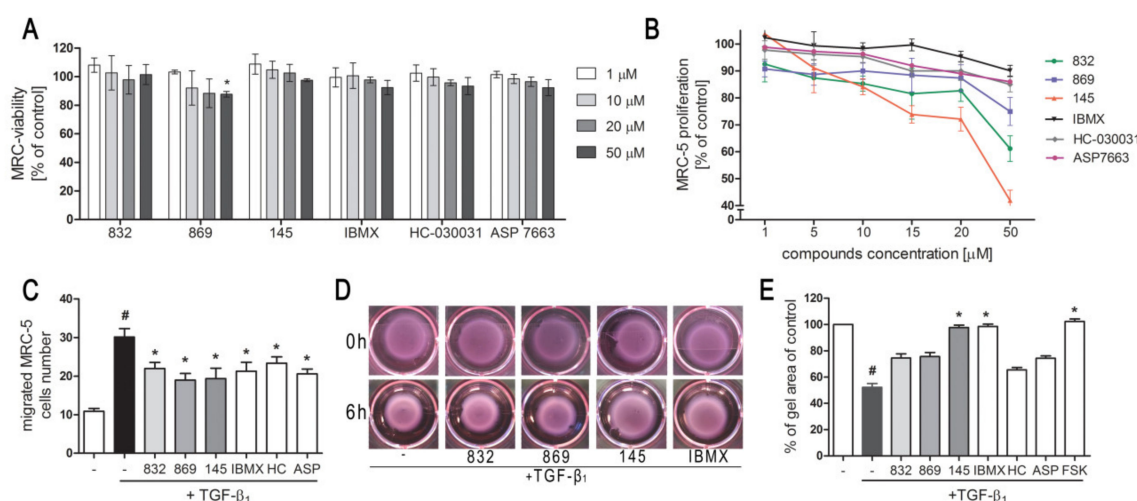 A
MRC-viability
[% of control]
120
100
80
60
40
20
0
*
832
869
145
IBMX
HC-030031
ASP 7663
1 µM
10 µM
20 µM
50 µM
B
MRC-5 proliferation
[% of control]
100
90
80
70
60
50
40
40
0
1
5
10
15
20
50
compounds concentration [µM]
832
869
145
IBMX
HC-030031
ASP7663
C
migrated MRC-5
cells number
40
30
20
10
0
#
* * * * * *
- - 832 869 145 IBMX HC ASP
+ TGF-β₁
D
0h
6h
- 832 869 145 IBMX
+TGF-β₁
E
% of gel area of control
120
100
80
60
40
20
0
#
* * *
- - 832 869 145 IBMX HC ASP FSK
+TGF-β₁